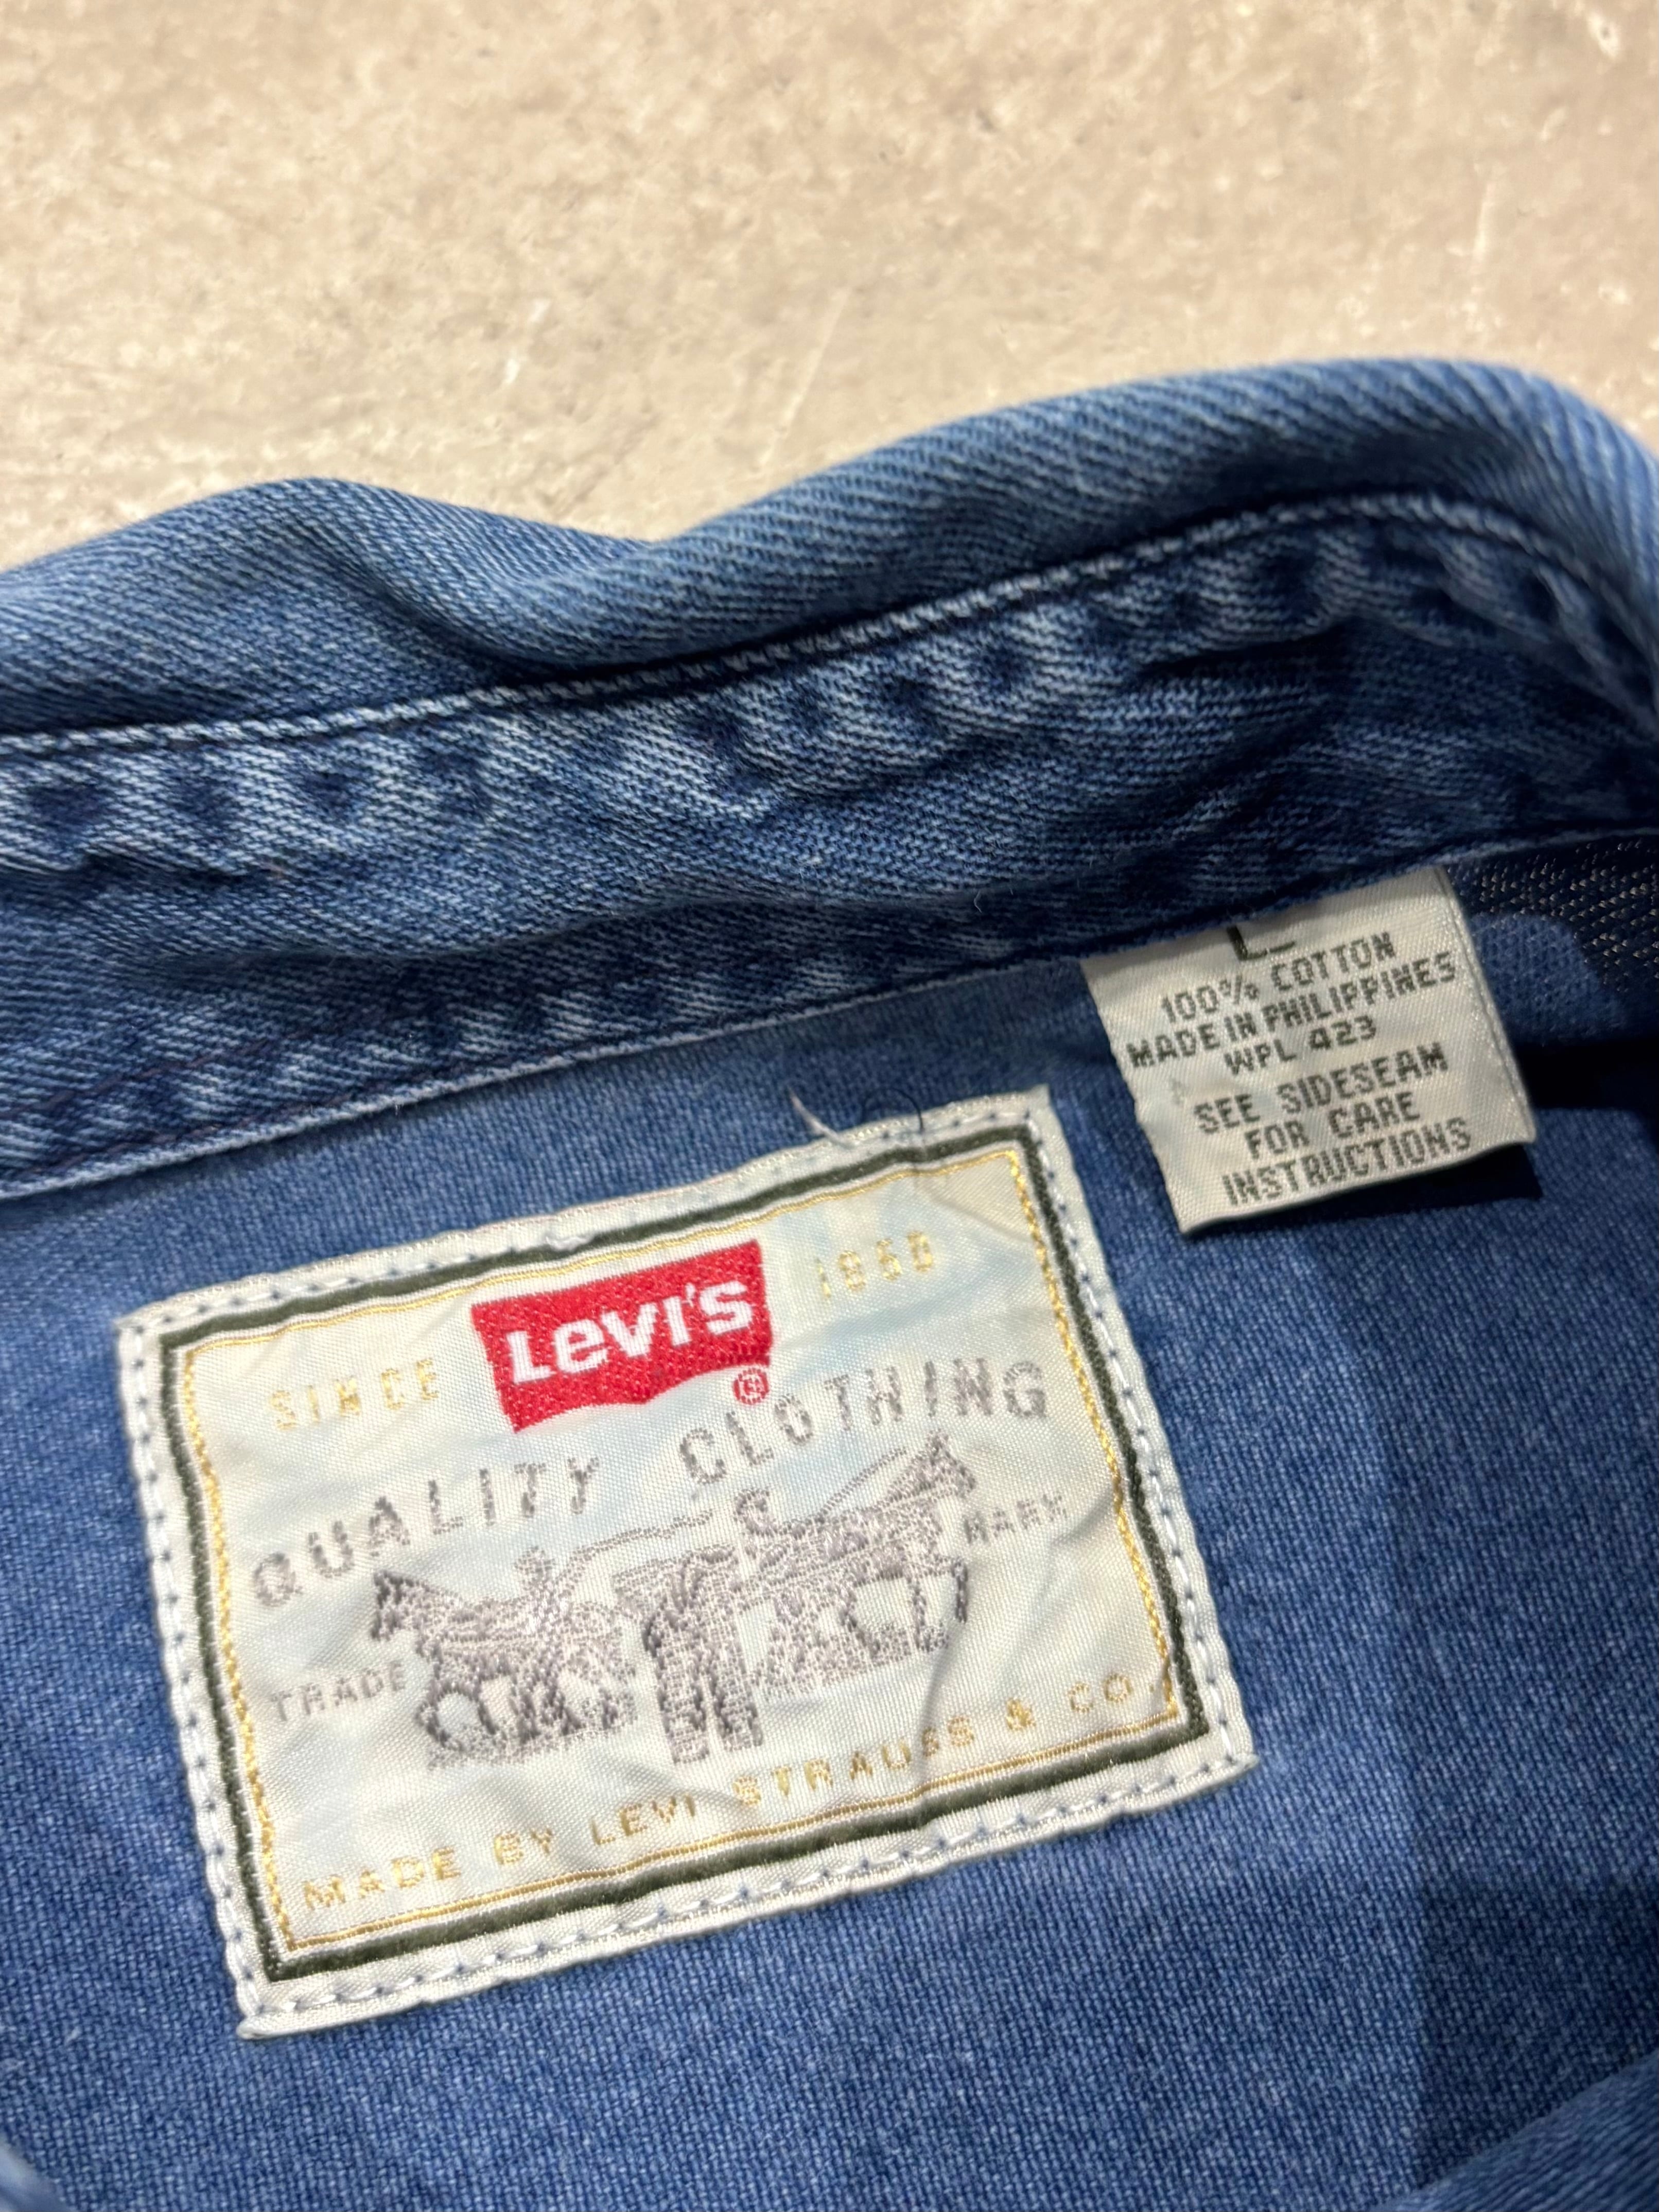 L
100% COTTON
MADE IN PHILIPPINES
WPL 423
SEE SIDESEAM
FOR CARE
INSTRUCTIONS
SINCE LEVI'S ® 1850
QUALITY CLOTHING
TRADE MARK
MADE BY LEVI STRAUSS & CO.